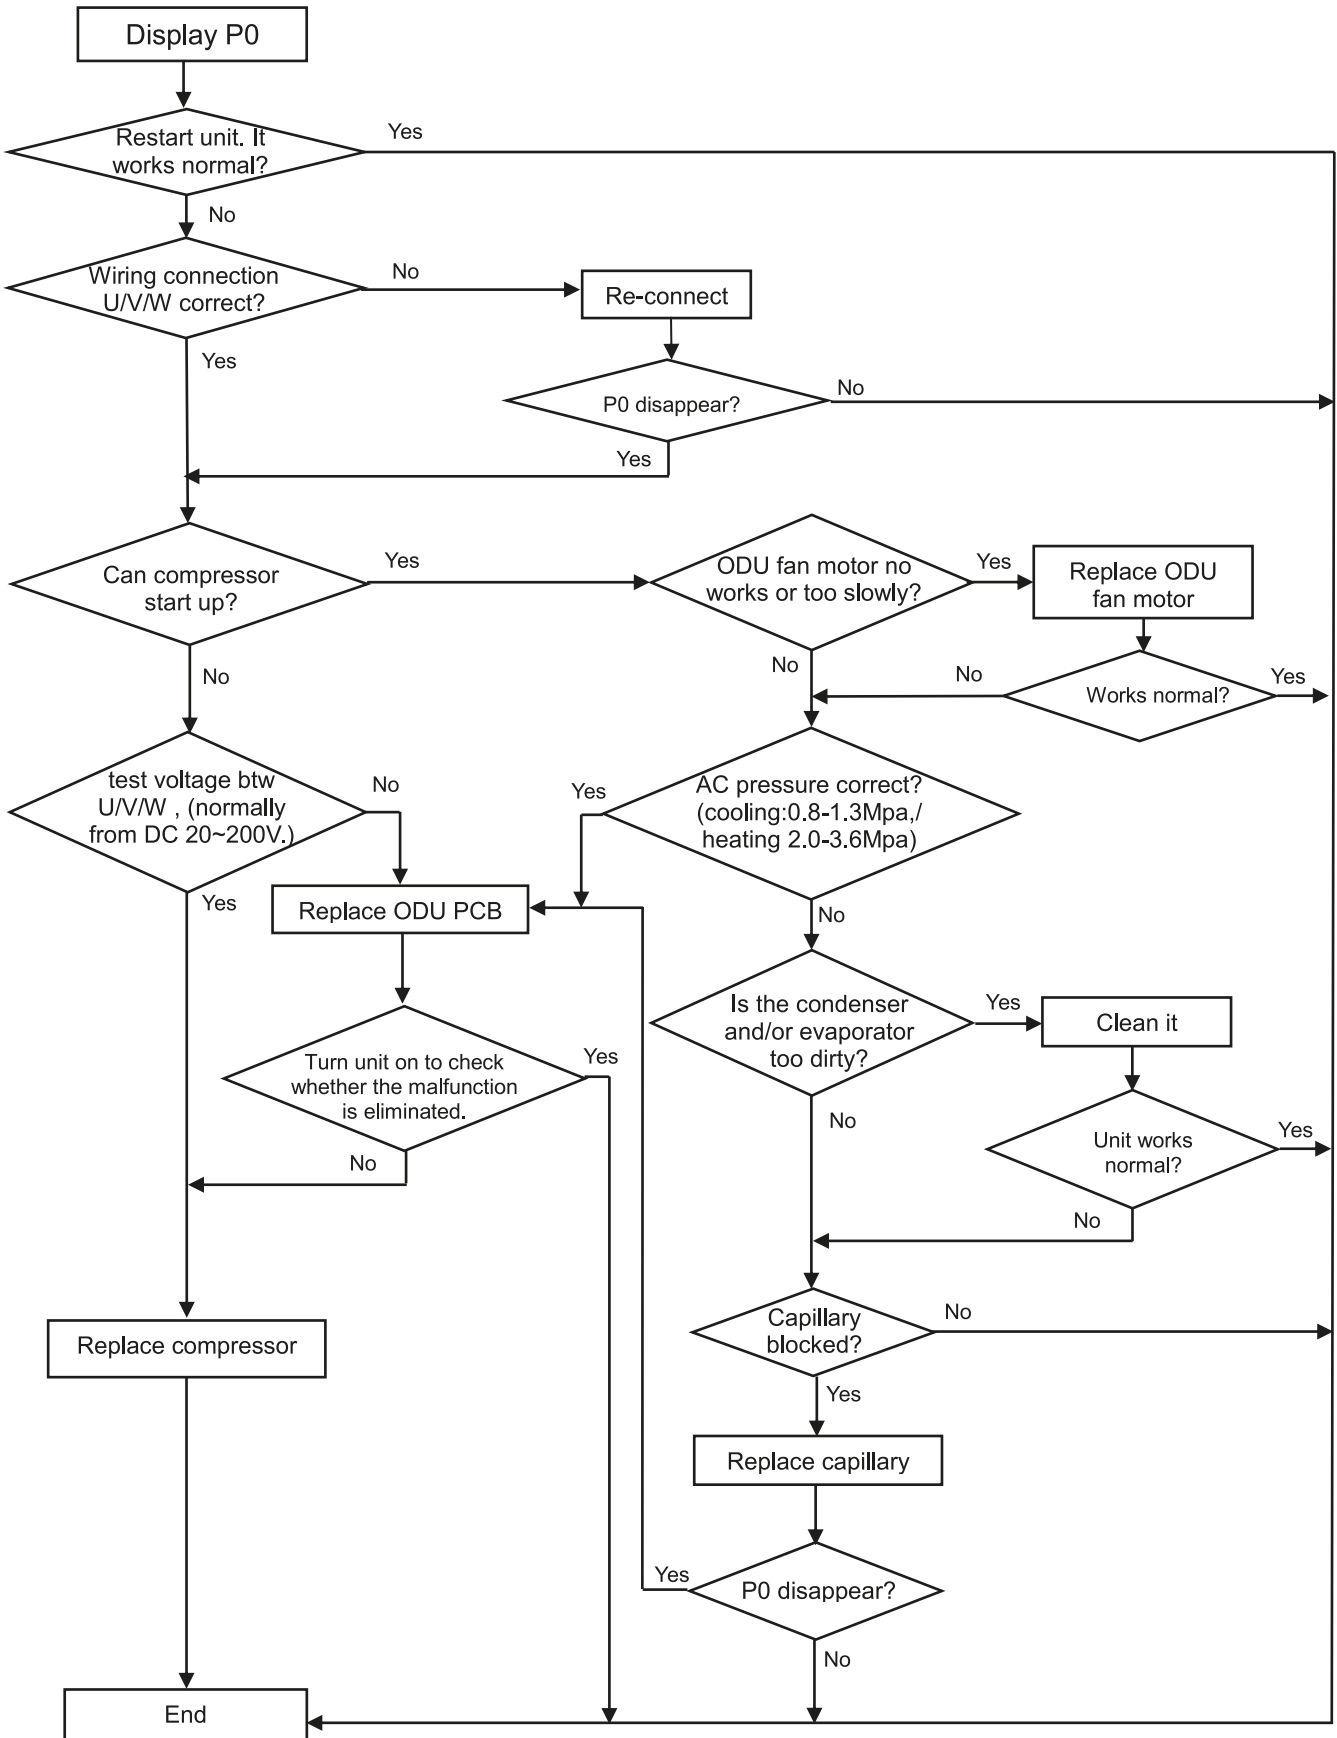 Display P0
Restart unit. It
works normal?
Yes
No
Wiring connection
U/V/W correct?
No
Re-connect
Yes
P0 disappear?
No
Yes
Can compressor
start up?
Yes
ODU fan motor no
works or too slowly?
Yes
Replace ODU
fan motor
No
No
No
Works normal?
Yes
test voltage btw
U/V/W , (normally
from DC 20~200V.)
No
Yes
AC pressure correct?
(cooling:0.8-1.3Mpa,/
heating 2.0-3.6Mpa)
Yes
Replace ODU PCB
No
Is the condenser
and/or evaporator
too dirty?
Yes
Clean it
Turn unit on to check
whether the malfunction
is eliminated.
Yes
No
No
Unit works
normal?
Yes
No
Capillary
blocked?
No
Replace compressor
Yes
Replace capillary
Yes
P0 disappear?
No
End